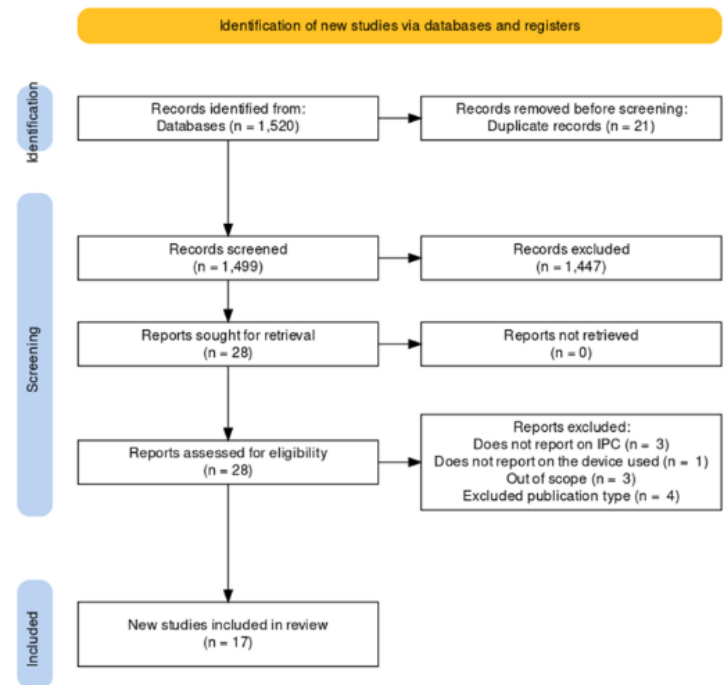 Identification of new studies via databases and registers
Identification
Records identified from:
Databases (n = 1,520)
Records removed before screening:
Duplicate records (n = 21)
Screening
Records screened
(n = 1,499)
Records excluded
(n = 1,447)
Reports sought for retrieval
(n = 28)
Reports not retrieved
(n = 0)
Reports assessed for eligibility
(n = 28)
Reports excluded:
Does not report on IPC (n = 3)
Does not report on the device used (n = 1)
Out of scope (n = 3)
Excluded publication type (n = 4)
Included
New studies included in review
(n = 17)